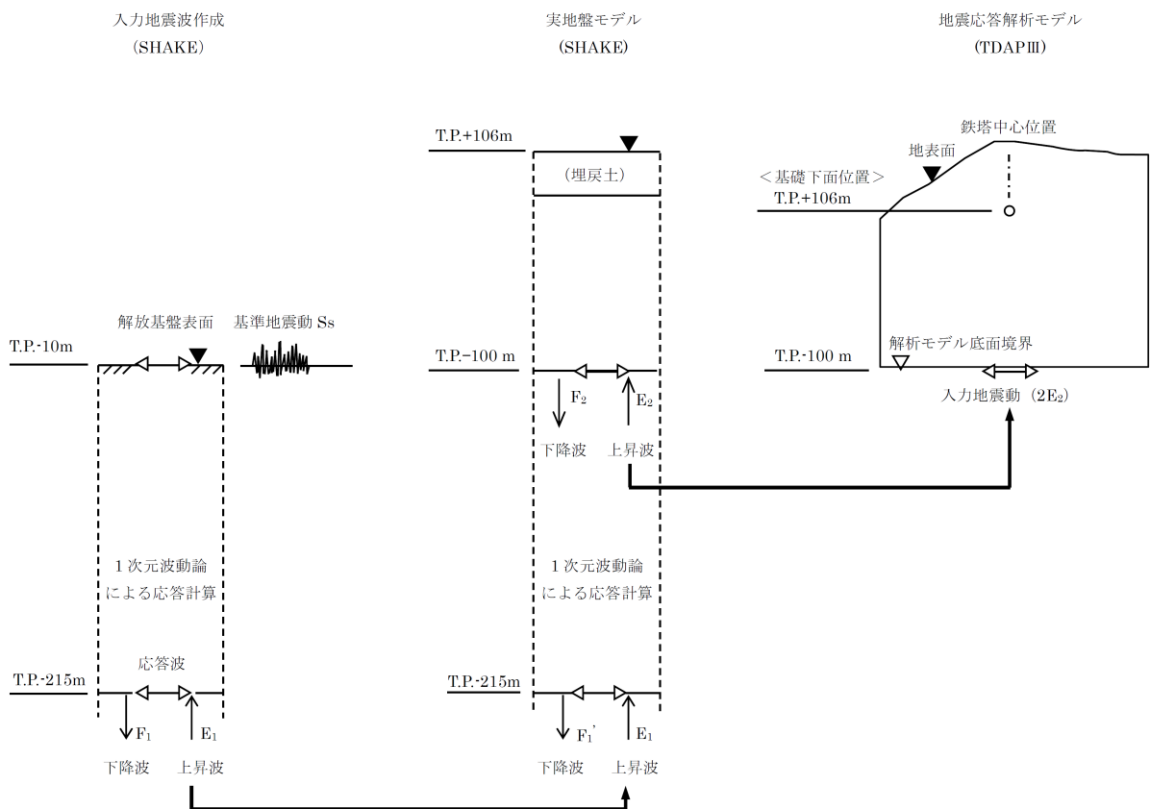 入力地震波作成
(SHAKE)
T.P.-10m
解放基盤表面
基準地震動 Ss
1 次元波動論
による応答計算
応答波
T.P.-215m
F₁
E₁
下降波
上昇波
実地盤モデル
(SHAKE)
T.P.+106m
(埋戻土)
T.P.-100 m
F₂
E₂
下降波
上昇波
1 次元波動論
による応答計算
T.P.-215m
F₁'
E₁
下降波
上昇波
地震応答解析モデル
(TDAPⅢ)
鉄塔中心位置
地表面
<基礎下面位置>
T.P.+106m
解析モデル底面境界
T.P.-100 m
入力地震動 (2E₂)